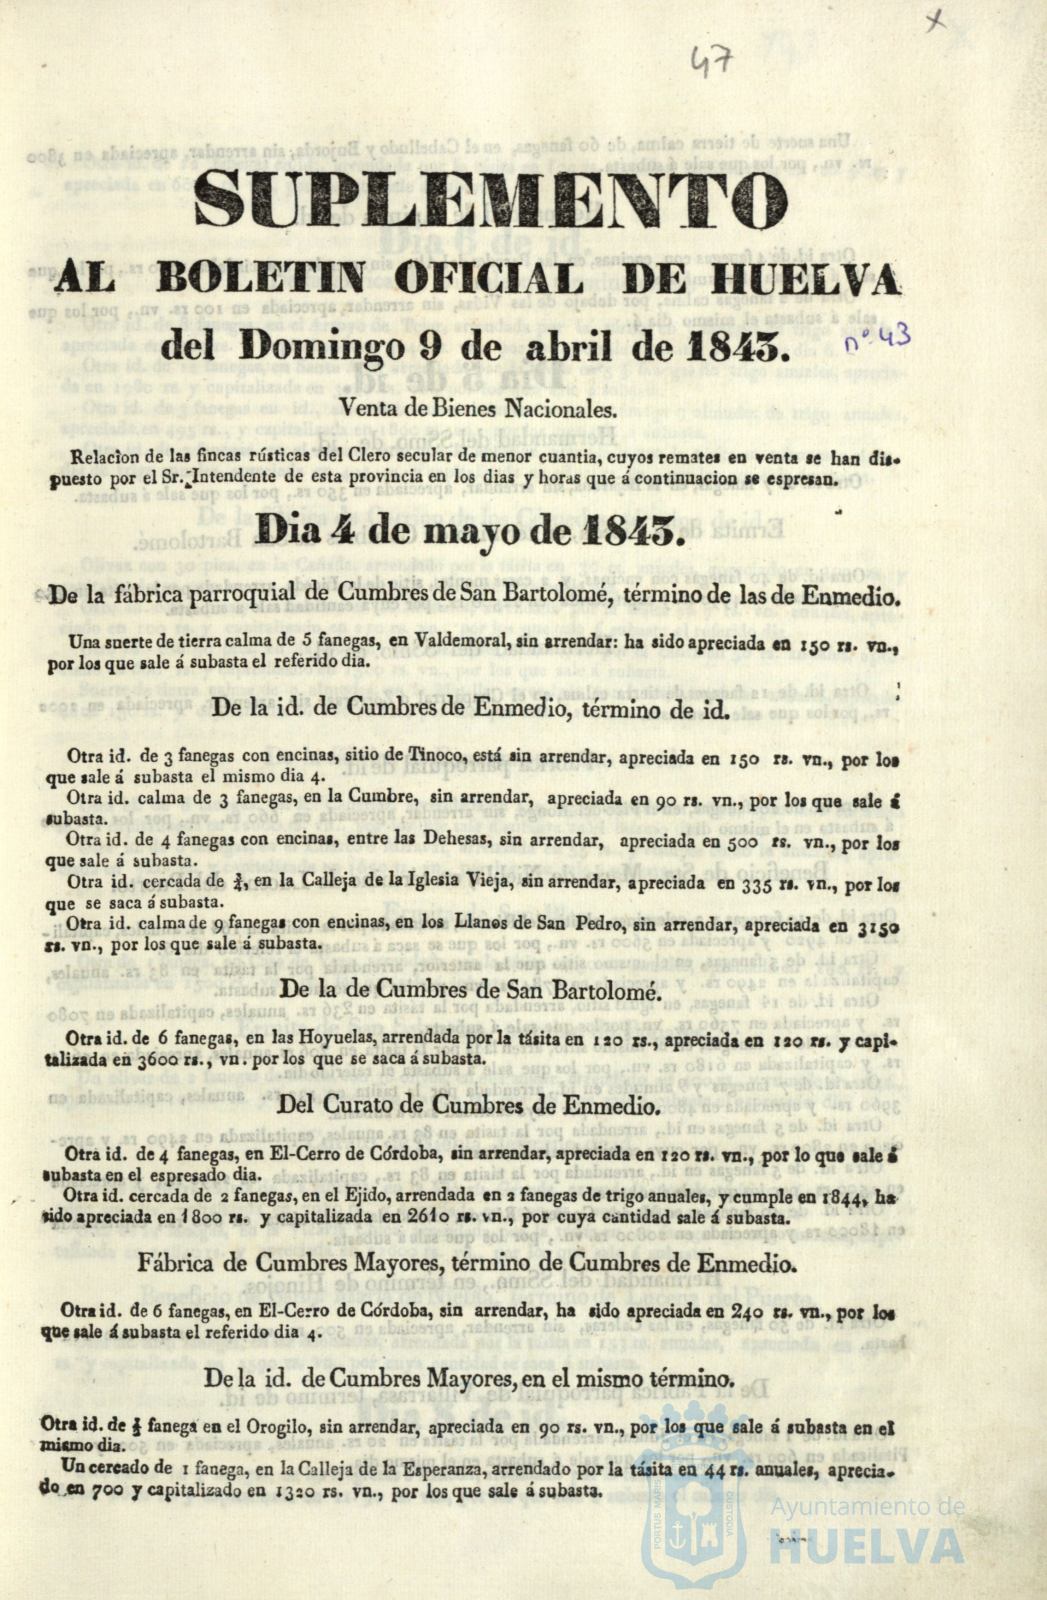 x
47
SUPLEMENTO
AL BOLETIN OFICIAL DE HUELVA
del Domingo 9 de abril de 1843.
nº 43
Venta de Bienes Nacionales.
Relacion de las fincas rústicas del Clero secular de menor cuantia, cuyos remates en venta se han dis-
puesto por el Sr. Intendente de esta provincia en los dias y horas que á continuacion se espresan.
Dia 4 de mayo de 1843.
De la fábrica parroquial de Cumbres de San Bartolomé, término de las de Enmedio.
Una suerte de tierra calma de 5 fanegas, en Valdemoral, sin arrendar: ha sido apreciada en 150 rs. vn.,
por los que sale á subasta el referido dia.
De la id. de Cumbres de Enmedio, término de id.
Otra id. de 3 fanegas con encinas, sitio de Tinoco, está sin arrendar, apreciada en 150 rs. vn., por los
que sale á subasta el mismo dia 4.
Otra id. calma de 3 fanegas, en la Cumbre, sin arrendar, apreciada en 90 rs. vn., por los que sale á
subasta.
Otra id. de 4 fanegas con encinas, entre las Dehesas, sin arrendar, apreciada en 500 rs. vn., por los
que sale á subasta.
Otra id. cercada de ¾, en la Calleja de la Iglesia Vieja, sin arrendar, apreciada en 335 rs. vn., por los
que se saca á subasta.
Otra id. calma de 9 fanegas con encinas, en los Llanos de San Pedro, sin arrendar, apreciada en 3150
rs. vn., por los que sale á subasta.
De la de Cumbres de San Bartolomé.
Otra id. de 6 fanegas, en las Hoyuelas, arrendada por la tásita en 120 rs., apreciada en 120 rs. y capi-
talizada en 3600 rs., vn. por los que se saca á subasta.
Del Curato de Cumbres de Enmedio.
Otra id. de 4 fanegas, en El-Cerro de Córdoba, sin arrendar, apreciada en 120 rs. vn., por lo que sale á
subasta en el espresado dia.
Otra id. cercada de 2 fanegas, en el Ejido, arrendada en 2 fanegas de trigo anuales, y cumple en 1844, ha
sido apreciada en 1800 rs. y capitalizada en 2610 rs. vn., por cuya cantidad sale á subasta.
Fábrica de Cumbres Mayores, término de Cumbres de Enmedio.
Otra id. de 6 fanegas, en El-Cerro de Córdoba, sin arrendar, ha sido apreciada en 240 rs. vn., por los
que sale á subasta el referido dia 4.
De la id. de Cumbres Mayores, en el mismo término.
Otra id. de fanega en el Orogilo, sin arrendar, apreciada en 90 rs. vn., por los que sale á subasta en el
mismo dia.
Un cercado de 1 fanega, en la Calleja de la Esperanza, arrendado por la tásita en 44 rs. anuales, aprecia-
do en 700 y capitalizado en 1320 rs. vn., por los que sale á subasta.
PORTUS MARIS
CUSTODIA
Ayuntamiento de
HUELVA